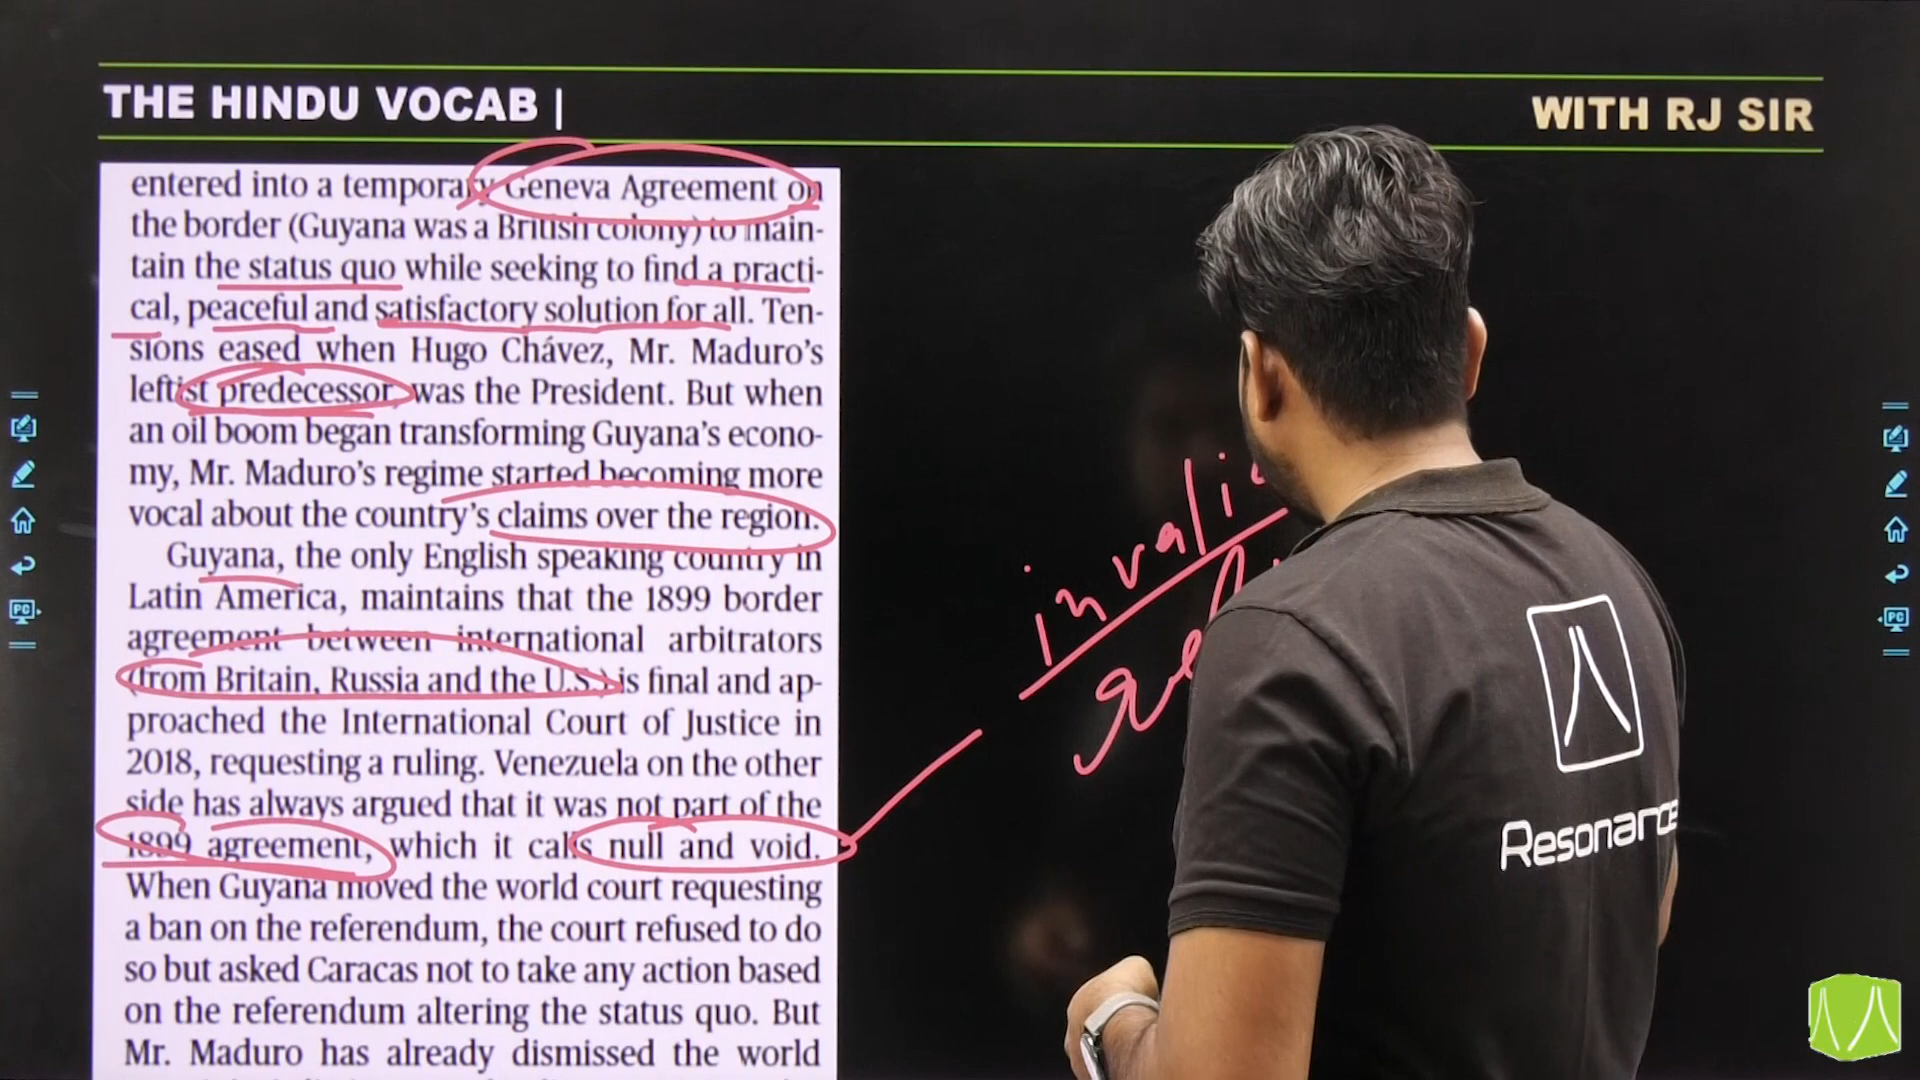 THE HINDU VOCAB |
WITH RJ SIR
entered into a temporary Geneva Agreement on
the border (Guyana was a British colony) to main-
tain the status quo while seeking to find a practi-
cal, peaceful and satisfactory solution for all. Ten-
sions eased when Hugo Chávez, Mr. Maduro's
leftist predecessor, was the President. But when
an oil boom began transforming Guyana's econo-
my, Mr. Maduro's regime started becoming more
vocal about the country's claims over the region.
Guyana, the only English speaking country in
Latin America, maintains that the 1899 border
agreement between international arbitrators
(from Britain, Russia and the U.S.) is final and ap-
proached the International Court of Justice in
2018, requesting a ruling. Venezuela on the other
side has always argued that it was not part of the
1899 agreement, which it calls null and void.
When Guyana moved the world court requesting
a ban on the referendum, the court refused to do
so but asked Caracas not to take any action based
on the referendum altering the status quo. But
Mr. Maduro has already dismissed the world
invali
Resonance
PC
PC